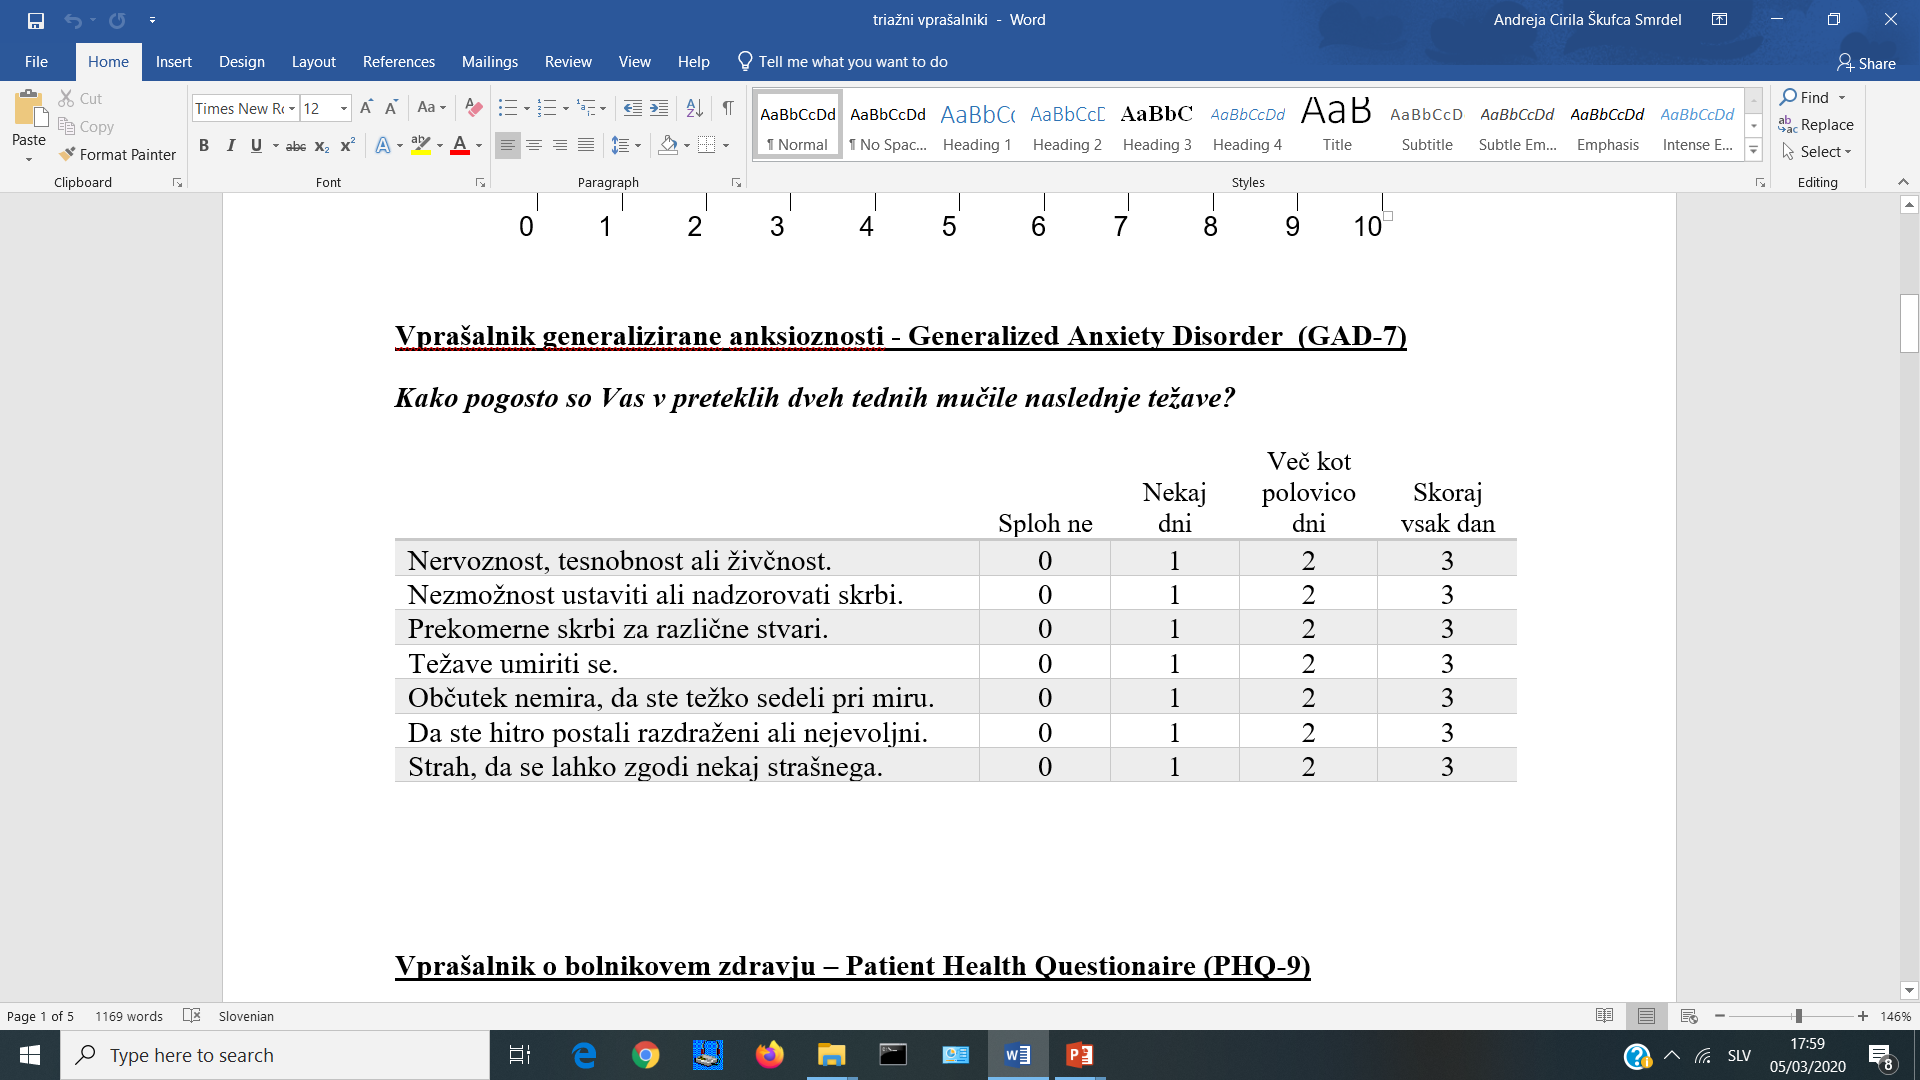 triažni vprašalniki - Word
Andreja Cirila Škufca Smrdel
File Home Insert Design Layout References Mailings Review View Help Tell me what you want to do
Share
Paste
Cut
Copy
Format Painter
Clipboard
Times New Ro 12
Font
Paragraph
AaBbCcDd AaBbCcDd AaBbCc AaBbCcD AaBbC AaBbCcDd AaB AaBbCcD AaBbCcDd AaBbCcDd AaBbCcDd
¶ Normal ¶ No Spac... Heading 1 Heading 2 Heading 3 Heading 4 Title Subtitle Subtle Em... Emphasis Intense E...
Styles
Find
Replace
Select
Editing
0 1 2 3 4 5 6 7 8 9 10
Vprašalnik generalizirane anksioznosti - Generalized Anxiety Disorder (GAD-7)
Kako pogosto so Vas v preteklih dveh tednih mučile naslednje težave?
Sploh ne
Nekaj
dni
Več kot
polovico
dni
Skoraj
vsak dan
Nervoznost, tesnobnost ali živčnost. 0 1 2 3
Nezmožnost ustaviti ali nadzorovati skrbi. 0 1 2 3
Prekomerne skrbi za različne stvari. 0 1 2 3
Težave umiriti se. 0 1 2 3
Občutek nemira, da ste težko sedeli pri miru. 0 1 2 3
Da ste hitro postali razdraženi ali nejevoljni. 0 1 2 3
Strah, da se lahko zgodi nekaj strašnega. 0 1 2 3
Vprašalnik o bolnikovem zdravju – Patient Health Questionaire (PHQ-9)
Page 1 of 5 1169 words Slovenian
146%
Type here to search
SLV
17:59
05/03/2020
8